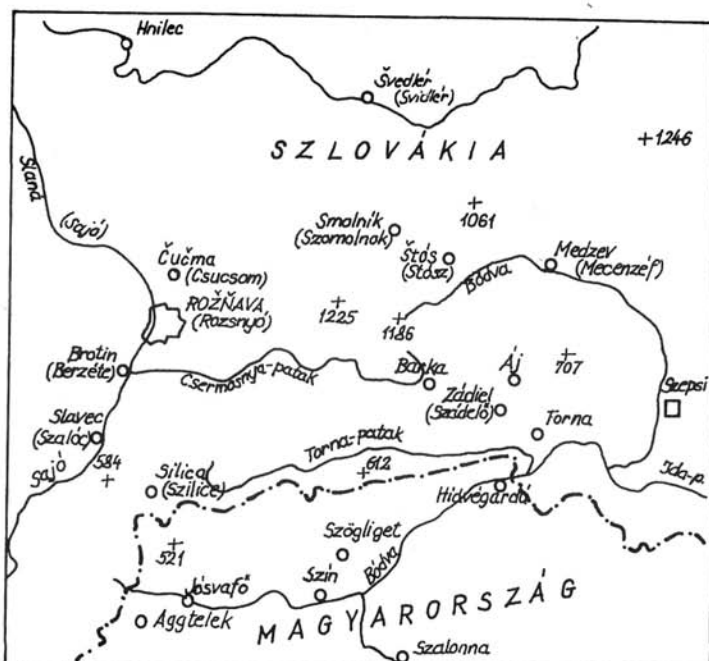 Hnilec
Švedlér
(Svidlér)
SZLOVÁKIA
+1246
Slaná
(Sajó)
+
1061
Smolník
(Szomolnok)
Štós
(Stósz)
Medzev
(Mecenzéf)
Bódva
Čučma
(Csucsom)
ROŽŇAVA
(Rozsnyó)
+
1225
+
1186
Brotin
(Berzéte)
Csermosnya-patak
Barka
Áj
+
707
Zádiel
(Szádelő)
Szepsi
Slavec
(Szalóc)
Torna
Torna-patak
Sajó
584
+
Silica
(Szilice)
+
612
Hidvégardó
Ida-p.
+
521
Szögliget
Bódva
Jósvafő
Szín
Aggtelek
MAGYARORSZÁG
Szalonna